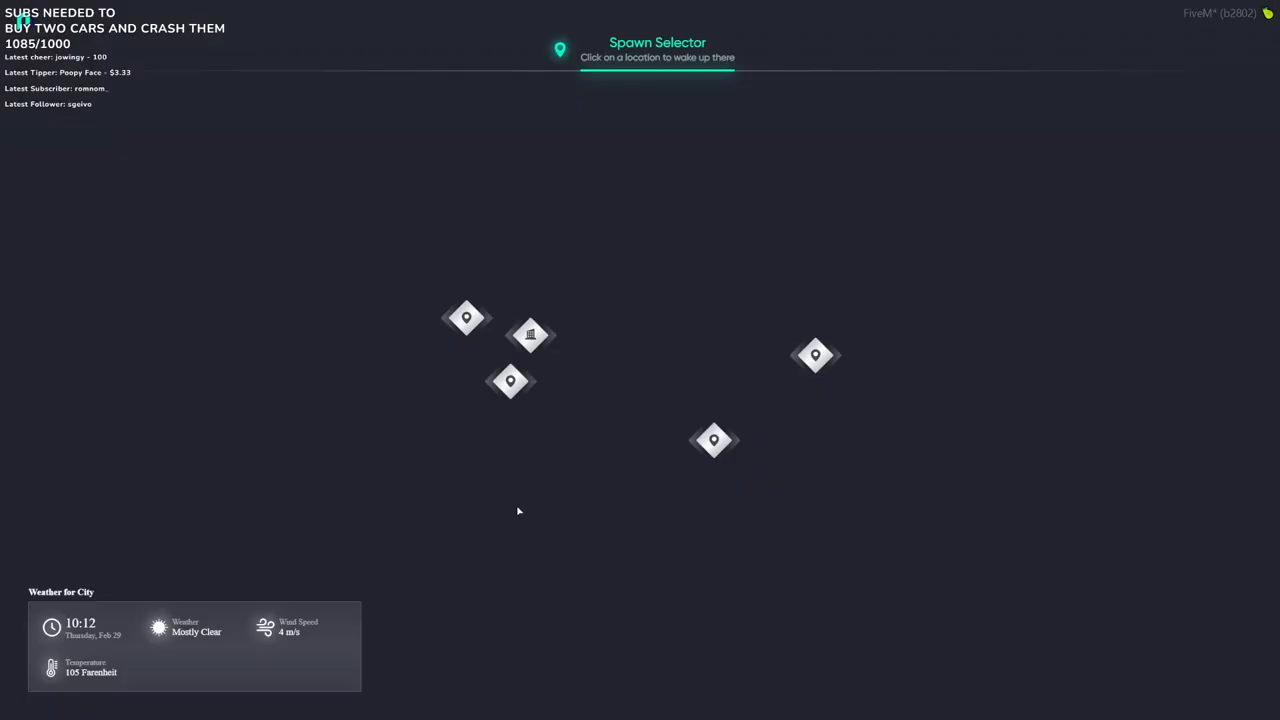 SUBS NEEDED TO
BUY TWO CARS AND CRASH THEM
1085/1000
Latest cheer: jowingy - 100
Latest Tipper: Poopy Face - $3.33
Latest Subscriber: romnom_
Latest Follower: sgeivo
FiveM* (b2802)
Spawn Selector
Click on a location to wake up there
Weather for City
10:12
Thursday, Feb 29
Weather
Mostly Clear
Wind Speed
4 m/s
Temperature
105 Farenheit